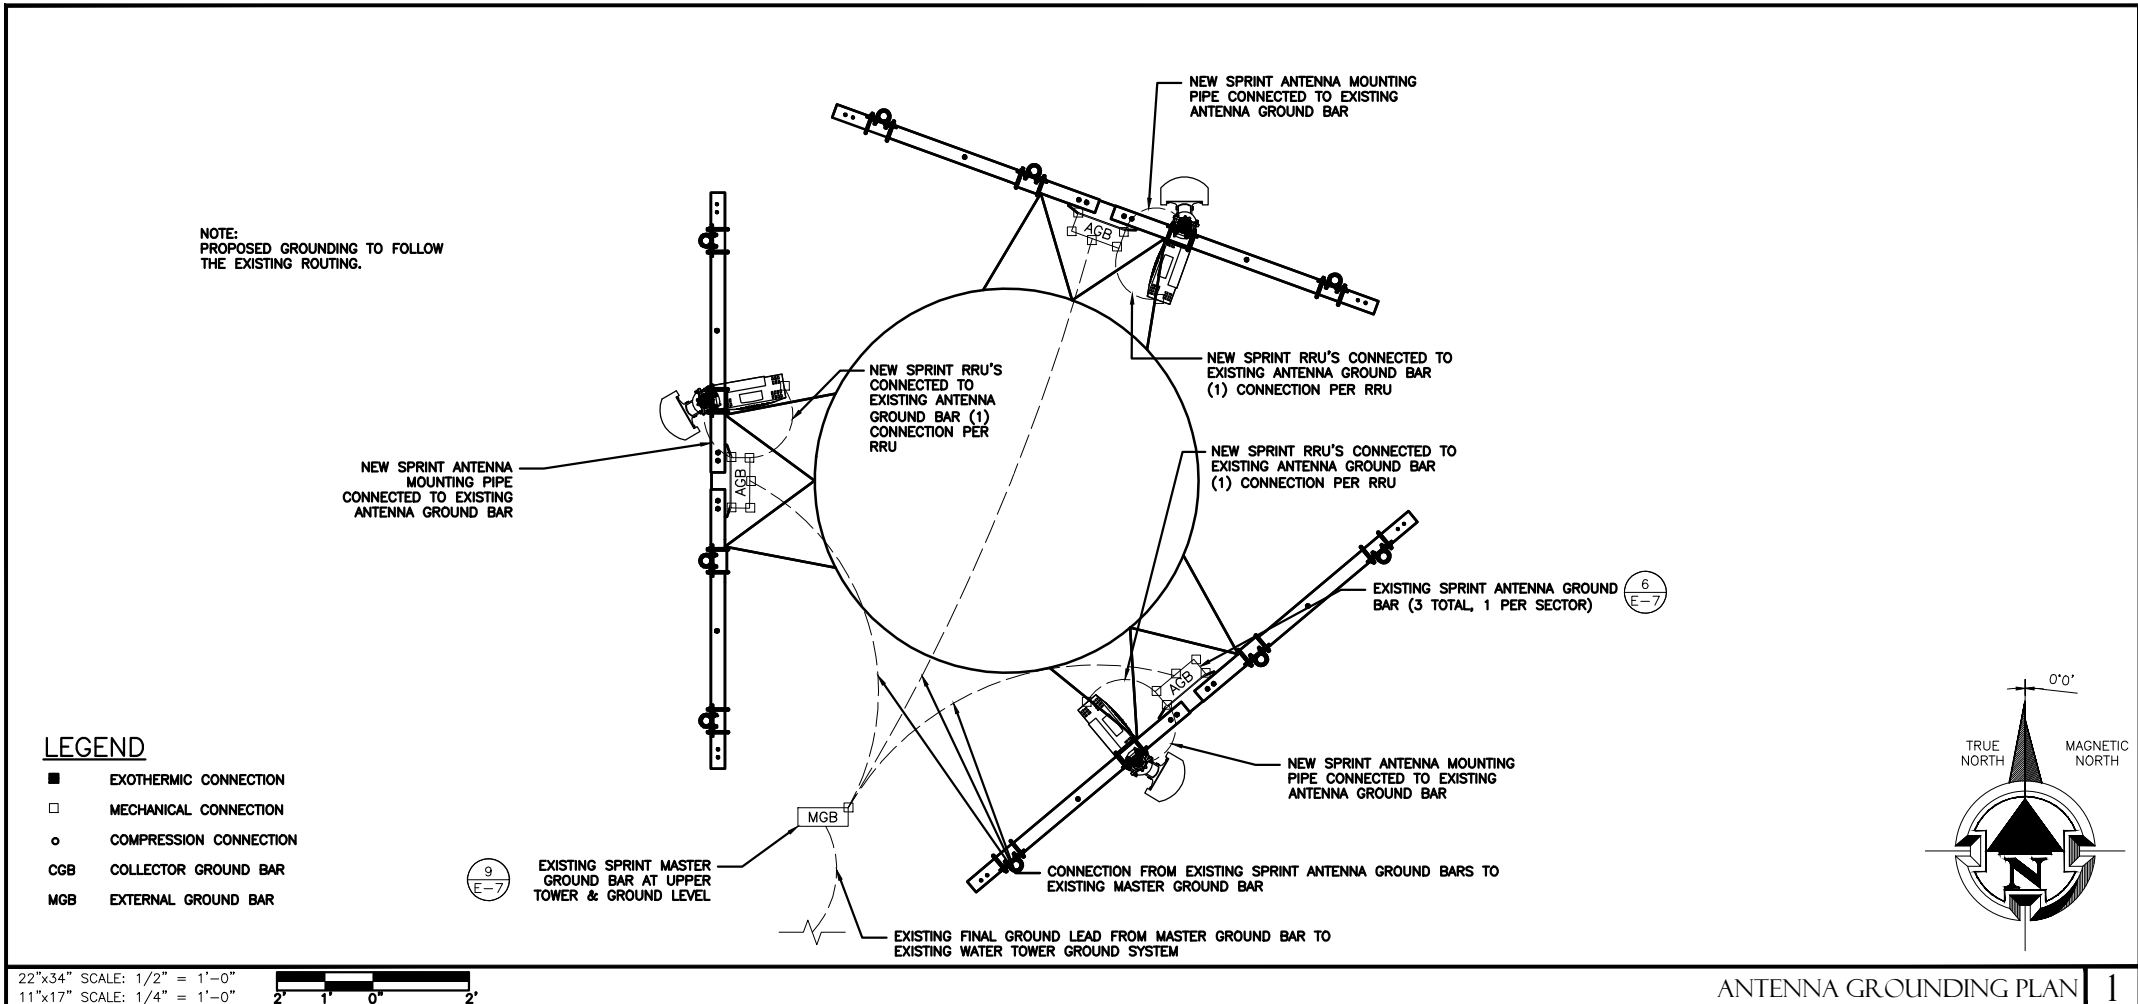 NEW SPRINT ANTENNA MOUNTING
PIPE CONNECTED TO EXISTING
ANTENNA GROUND BAR
NOTE:
PROPOSED GROUNDING TO FOLLOW
THE EXISTING ROUTING.
AGB
NEW SPRINT RRU'S CONNECTED TO
EXISTING ANTENNA GROUND BAR
(1) CONNECTION PER RRU
NEW SPRINT RRU'S
CONNECTED TO
EXISTING ANTENNA
GROUND BAR (1)
CONNECTION PER
RRU
NEW SPRINT ANTENNA
MOUNTING PIPE
CONNECTED TO EXISTING
ANTENNA GROUND BAR
AGB
NEW SPRINT RRU'S CONNECTED TO
EXISTING ANTENNA GROUND BAR
(1) CONNECTION PER RRU
EXISTING SPRINT ANTENNA GROUND
BAR (3 TOTAL, 1 PER SECTOR)
6
E-7
AGB
NEW SPRINT ANTENNA MOUNTING
PIPE CONNECTED TO EXISTING
ANTENNA GROUND BAR
0°0'
TRUE
NORTH
MAGNETIC
NORTH
N
LEGEND
EXOTHERMIC CONNECTION
MECHANICAL CONNECTION
COMPRESSION CONNECTION
CGB COLLECTOR GROUND BAR
MGB EXTERNAL GROUND BAR
MGB
9
E-7
EXISTING SPRINT MASTER
GROUND BAR AT UPPER
TOWER & GROUND LEVEL
CONNECTION FROM EXISTING SPRINT ANTENNA GROUND BARS TO
EXISTING MASTER GROUND BAR
EXISTING FINAL GROUND LEAD FROM MASTER GROUND BAR TO
EXISTING WATER TOWER GROUND SYSTEM
22"x34" SCALE: 1/2" = 1'-0"
11"x17" SCALE: 1/4" = 1'-0"
2' 1' 0" 2'
ANTENNA GROUNDING PLAN 1